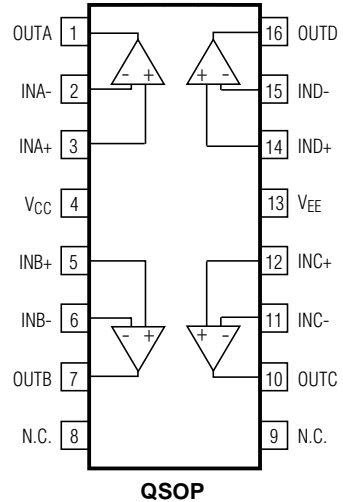 OUTA 1 16 OUTD
- + + -
INA- 2 15 IND-
INA+ 3 14 IND+
VCC 4 13 VEE
INB+ 5 12 INC+
INB- 6 11 INC-
- + + -
OUTB 7 10 OUTC
N.C. 8 9 N.C.
QSOP